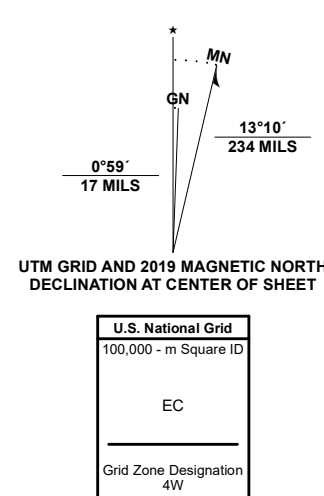 ★
MN
GN
13°10´
234 MILS
0°59´
17 MILS
UTM GRID AND 2019 MAGNETIC NORTH
DECLINATION AT CENTER OF SHEET
U.S. National Grid
100,000 - m Square ID
EC
Grid Zone Designation
4W